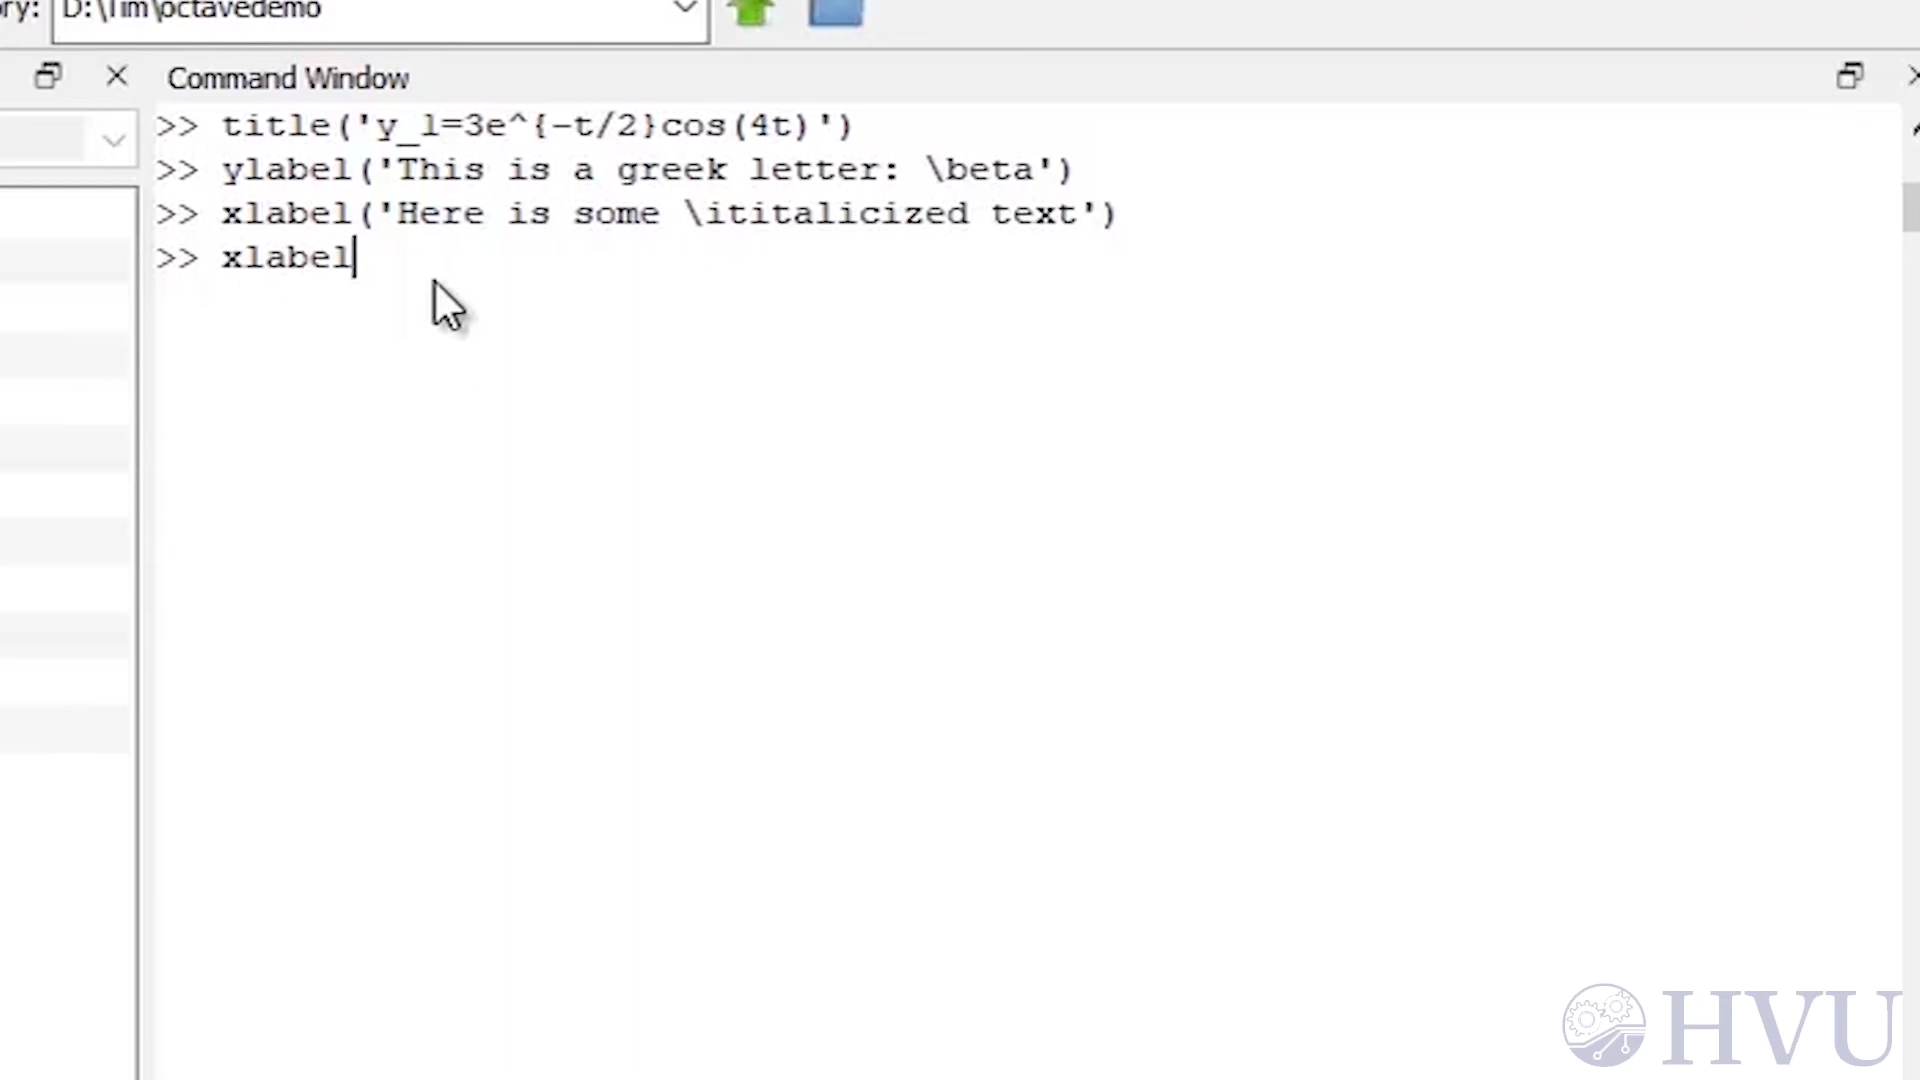 ry: D:\Tim\octavedemo
Command Window
>> title('y_1=3e^{-t/2}cos(4t)')
>> ylabel('This is a greek letter: \beta')
>> xlabel('Here is some \ititalicized text')
>> xlabel
HVU